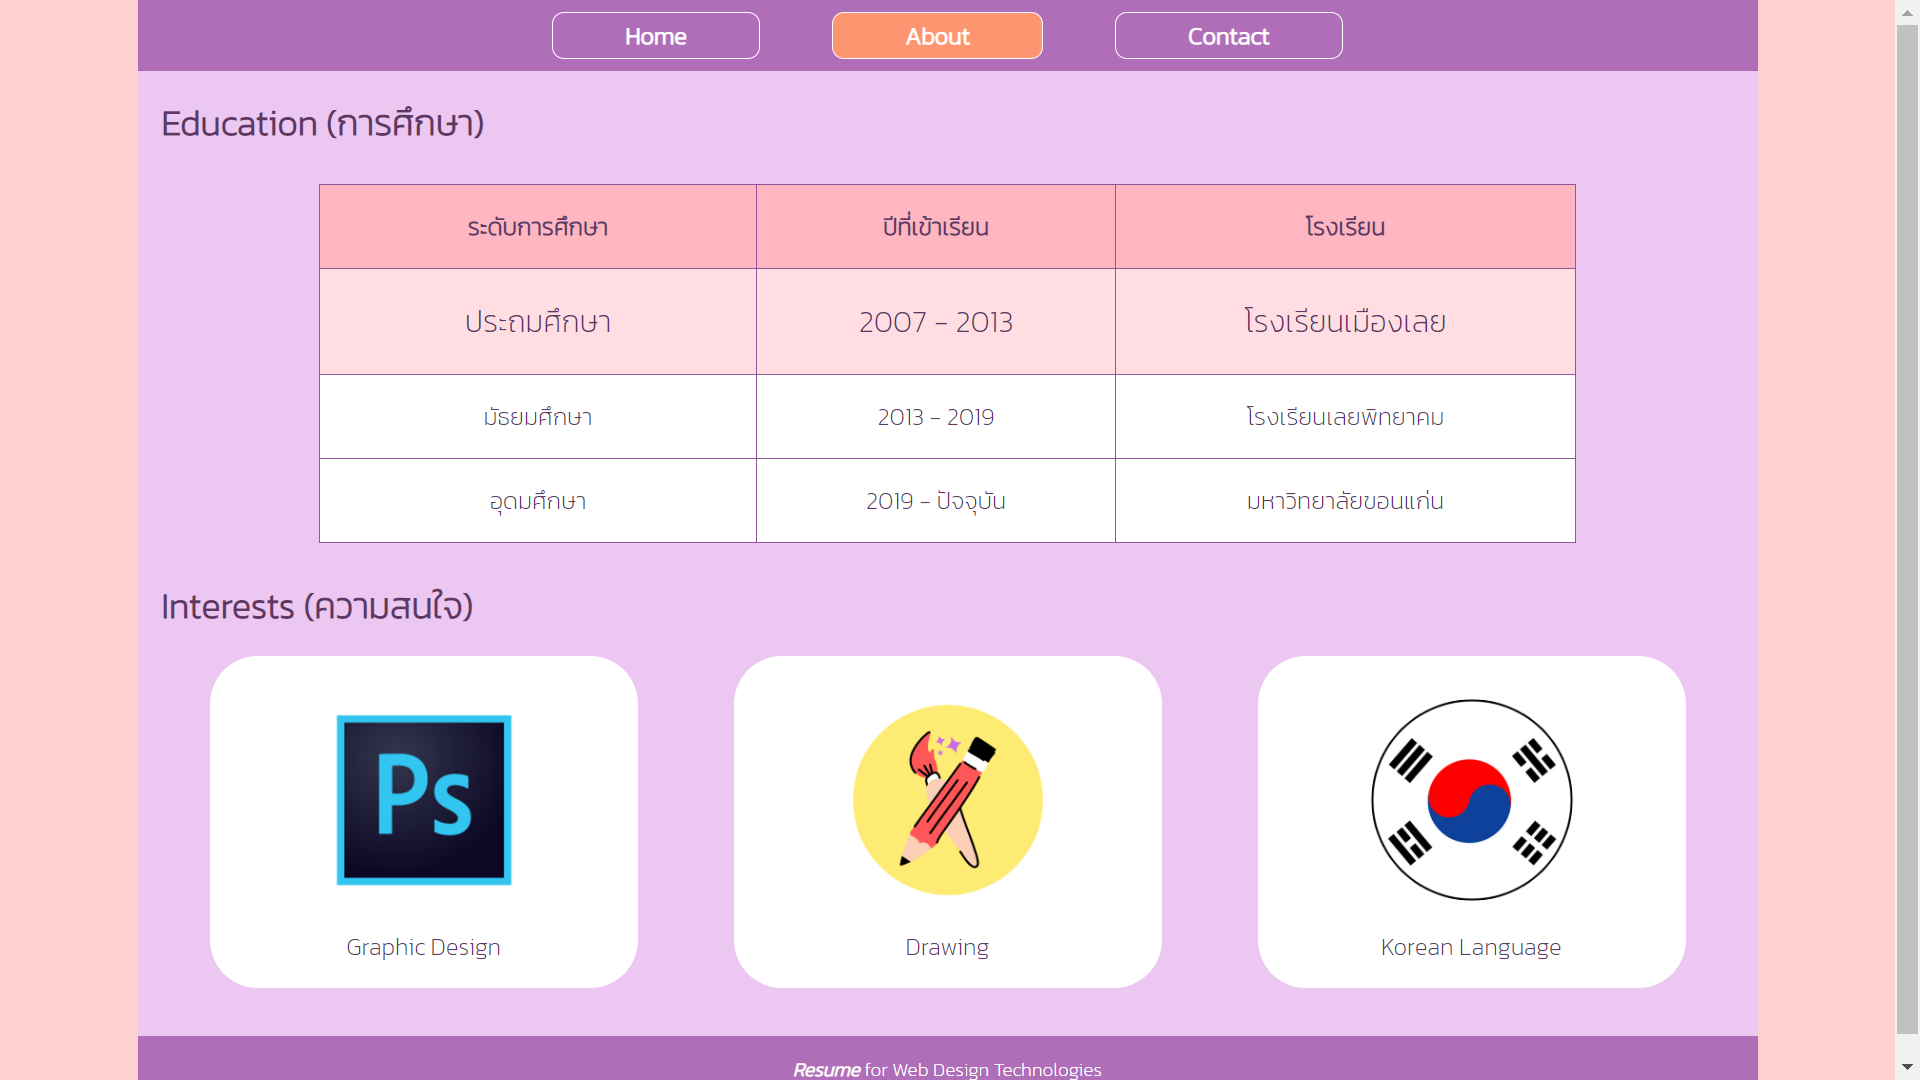 Home About Contact
Education (การศึกษา)
ระดับการศึกษา ปีที่เข้าเรียน โรงเรียน
ประถมศึกษา 2007 - 2013 โรงเรียนเมืองเลย
มัธยมศึกษา 2013 - 2019 โรงเรียนเลยพิทยาคม
อุดมศึกษา 2019 - ปัจจุบัน มหาวิทยาลัยขอนแก่น
Interests (ความสนใจ)
Ps
Graphic Design Drawing Korean Language
Resume for Web Design Technologies